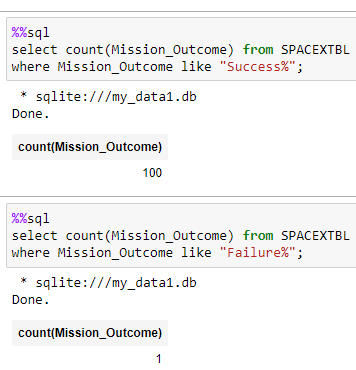 %%sql
select count(Mission_Outcome) from SPACEXTBL
where Mission_Outcome like "Success%";
* sqlite:///my_data1.db
Done.
count(Mission_Outcome)
100
%%sql
select count(Mission_Outcome) from SPACEXTBL
where Mission_Outcome like "Failure%";
* sqlite:///my_data1.db
Done.
count(Mission_Outcome)
1